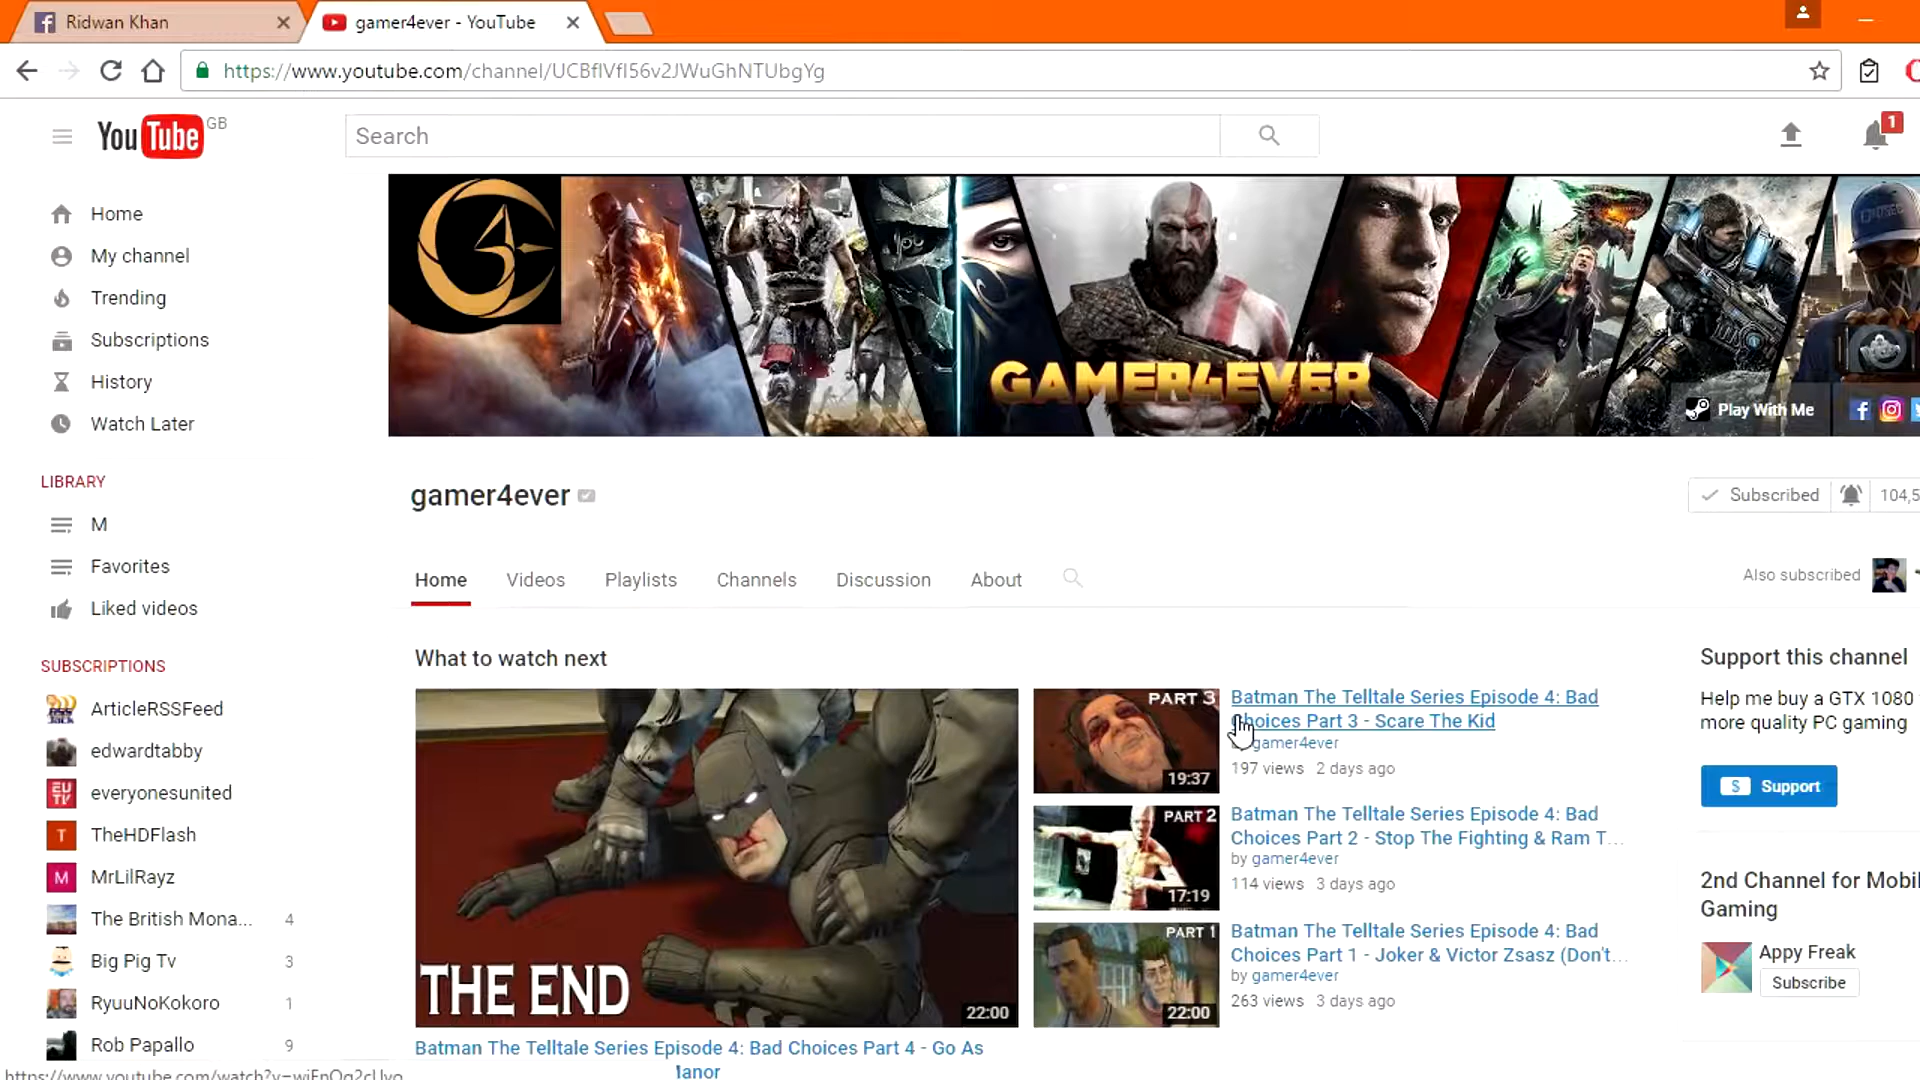 Ridwan Khan
gamer4ever - YouTube
https://www.youtube.com/channel/UCBflVfI56v2JWuGhNTUbgYg
YouTube GB
Search
1
Home
My channel
Trending
Subscriptions
History
Watch Later
LIBRARY
M
Favorites
Liked videos
SUBSCRIPTIONS
ArticleRSSFeed
edwardtabby
everyonesunited
TheHDFlash
MrLilRayz
The British Mona... 4
Big Pig Tv 3
RyuuNoKokoro 1
Rob Papallo 9
GAMER4EVER
Play With Me
gamer4ever
Subscribed
104,5
Home Videos Playlists Channels Discussion About
Also subscribed
What to watch next
THE END
22:00
Batman The Telltale Series Episode 4: Bad Choices Part 4 - Go As
PART 3
19:37
Batman The Telltale Series Episode 4: Bad
Choices Part 3 - Scare The Kid
by gamer4ever
197 views 2 days ago
PART 2
17:19
Batman The Telltale Series Episode 4: Bad
Choices Part 2 - Stop The Fighting & Ram T...
by gamer4ever
114 views 3 days ago
PART 1
22:00
Batman The Telltale Series Episode 4: Bad
Choices Part 1 - Joker & Victor Zsasz (Don't...
by gamer4ever
263 views 3 days ago
Support this channel
Help me buy a GTX 1080
more quality PC gaming
Support
2nd Channel for Mobil
Gaming
Appy Freak
Subscribe